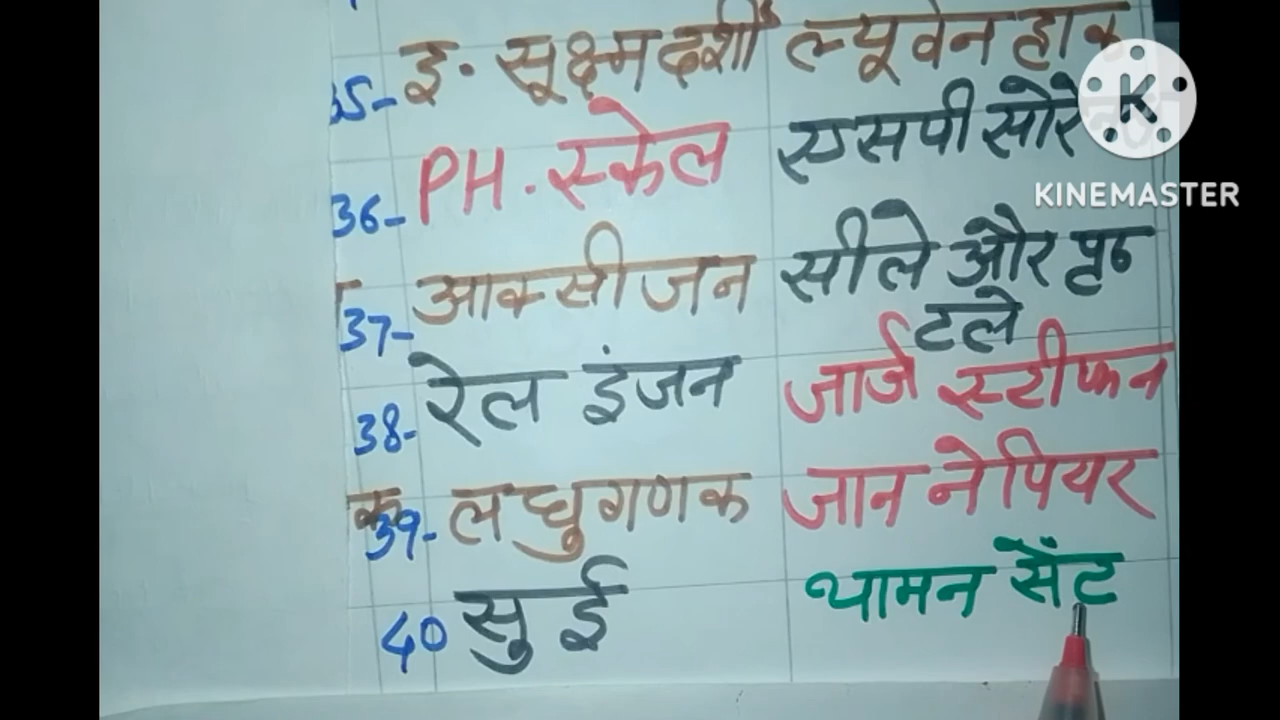 35- इ. सूक्ष्मदर्शी ल्यूवेन हाक
36- PH. स्केल एसपी सोरे
37- आक्सीजन सीले और पृ
टले
38- रेल इंजन जार्ज स्टीफन
39- लघुगणक जान नेपियर
40 सुई थामन सैंट
K
KINEMASTER